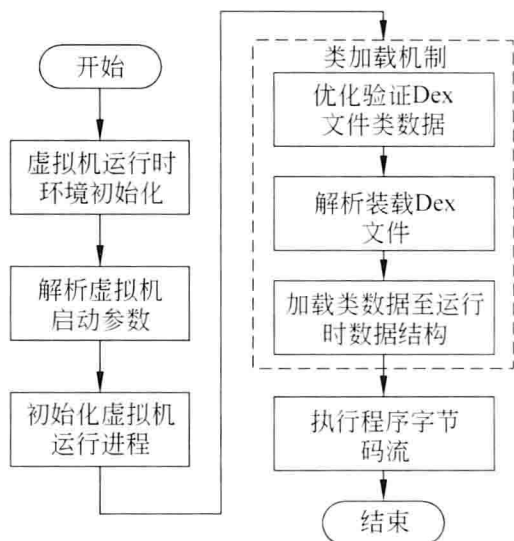 开始
虚拟机运行时
环境初始化
解析虚拟机
启动参数
初始化虚拟机
运行进程
类加载机制
优化验证Dex
文件类数据
解析装载Dex
文件
加载类数据至运行
时数据结构
执行程序字节
码流
结束